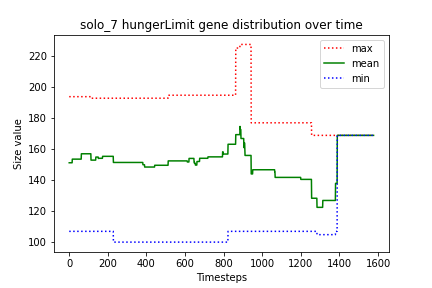 solo_7 hungerLimit gene distribution over time
max
mean
min
Size value
220
200
180
160
140
120
100
0 200 400 600 800 1000 1200 1400 1600
Timesteps